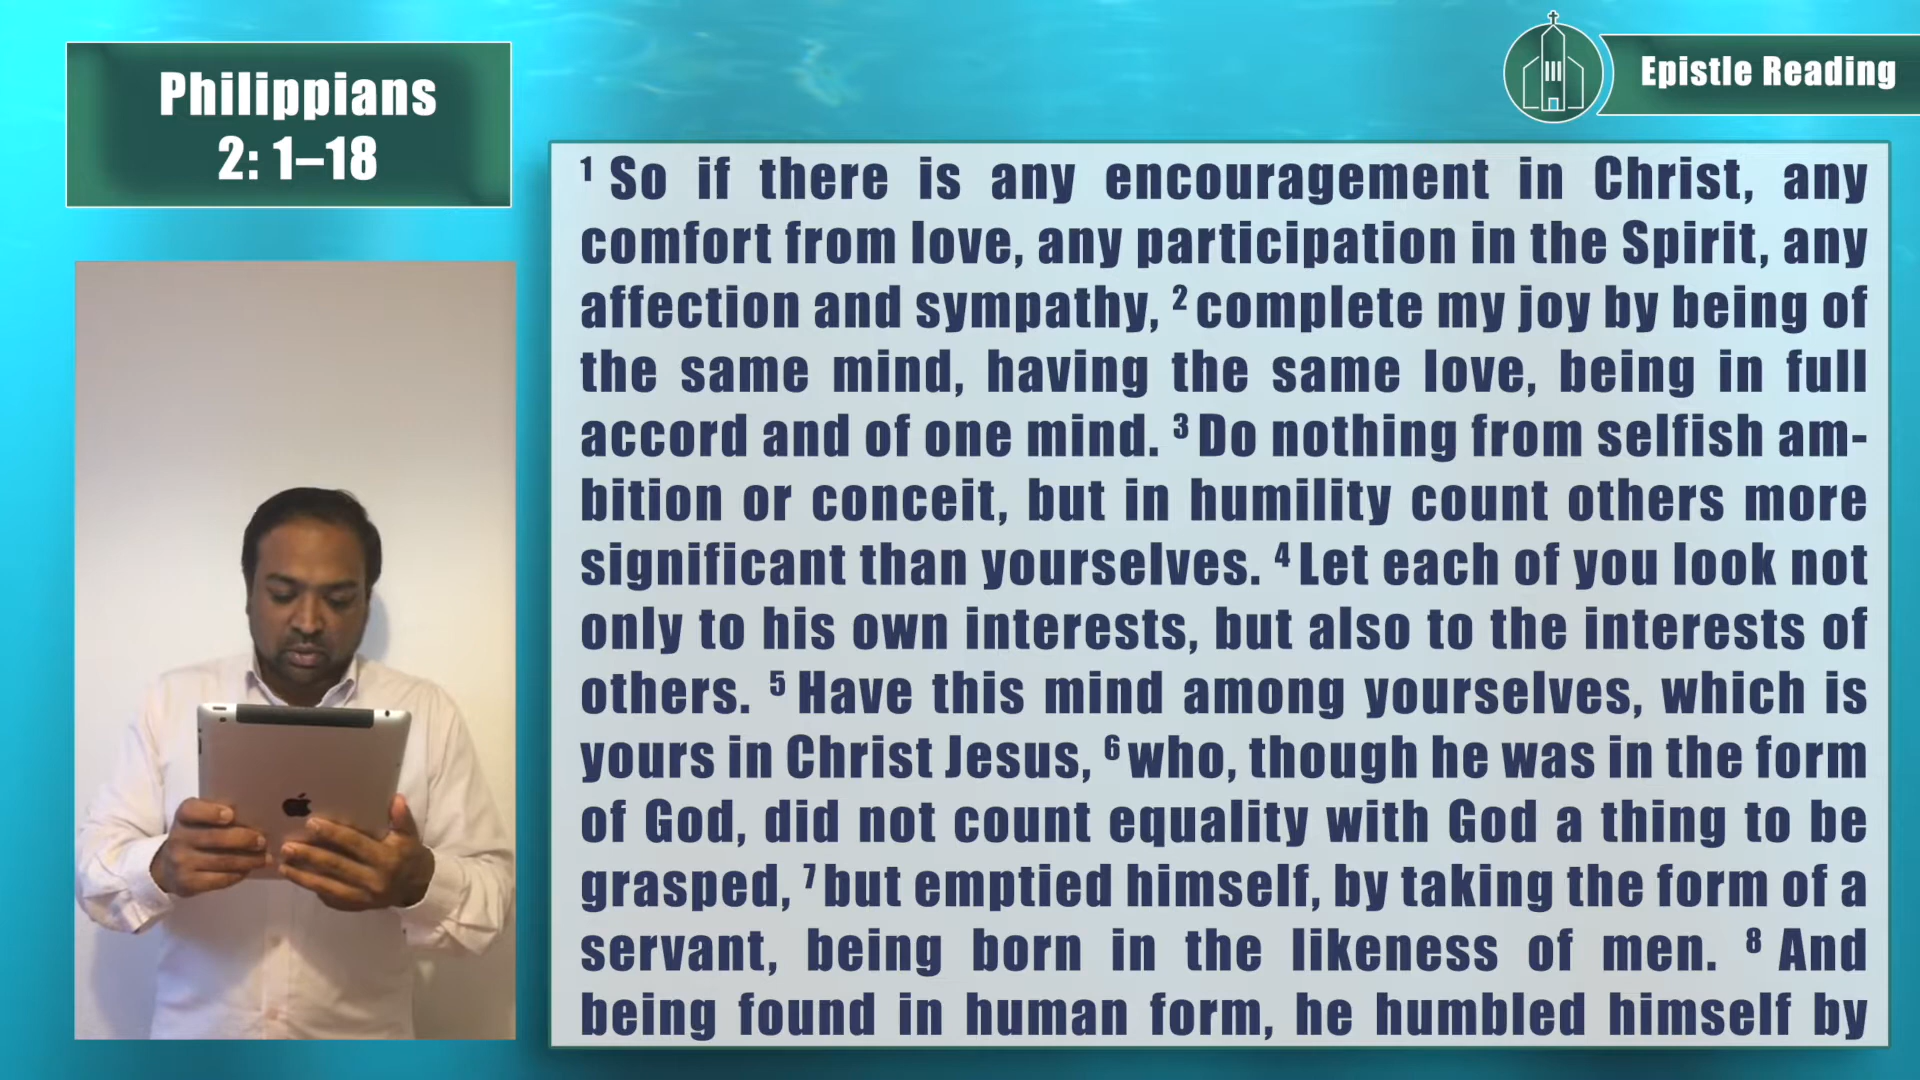 Philippians
2: 1–18
Epistle Reading
1 So if there is any encouragement in Christ, any
comfort from love, any participation in the Spirit, any
affection and sympathy, 2 complete my joy by being of
the same mind, having the same love, being in full
accord and of one mind. 3 Do nothing from selfish am-
bition or conceit, but in humility count others more
significant than yourselves. 4 Let each of you look not
only to his own interests, but also to the interests of
others. 5 Have this mind among yourselves, which is
yours in Christ Jesus, 6 who, though he was in the form
of God, did not count equality with God a thing to be
grasped, 7 but emptied himself, by taking the form of a
servant, being born in the likeness of men. 8 And
being found in human form, he humbled himself by